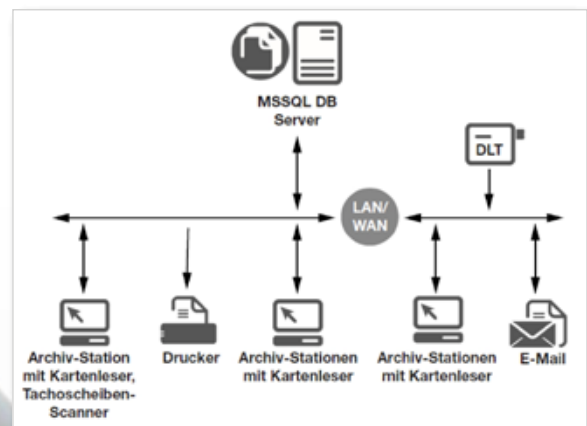 MSSQL DB
Server
DLT
LAN/
WAN
Archiv-Station
mit Kartenleser,
Tachoscheiben-
Scanner
Drucker
Archiv-Stationen
mit Kartenleser
Archiv-Stationen
mit Kartenleser
E-Mail